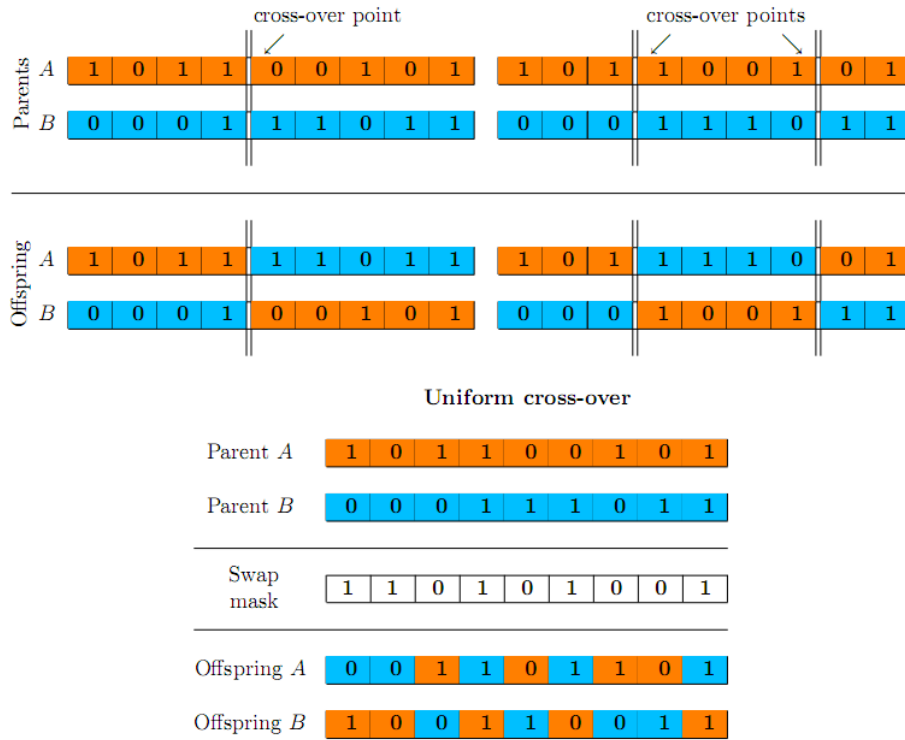 cross-over point
cross-over points
Parents
A 1 0 1 1 0 0 1 0 1 1 0 1 1 0 0 1 0 1
B 0 0 0 1 1 1 0 1 1 0 0 0 1 1 1 0 1 1
Offspring
A 1 0 1 1 1 1 0 1 1 1 0 1 1 1 1 0 0 1
B 0 0 0 1 0 0 1 0 1 0 0 0 1 0 0 1 1 1
Uniform cross-over
Parent A 1 0 1 1 0 0 1 0 1
Parent B 0 0 0 1 1 1 0 1 1
Swap
mask
1 1 0 1 0 1 0 0 1
Offspring A 0 0 1 1 0 1 1 0 1
Offspring B 1 0 0 1 1 0 0 1 1